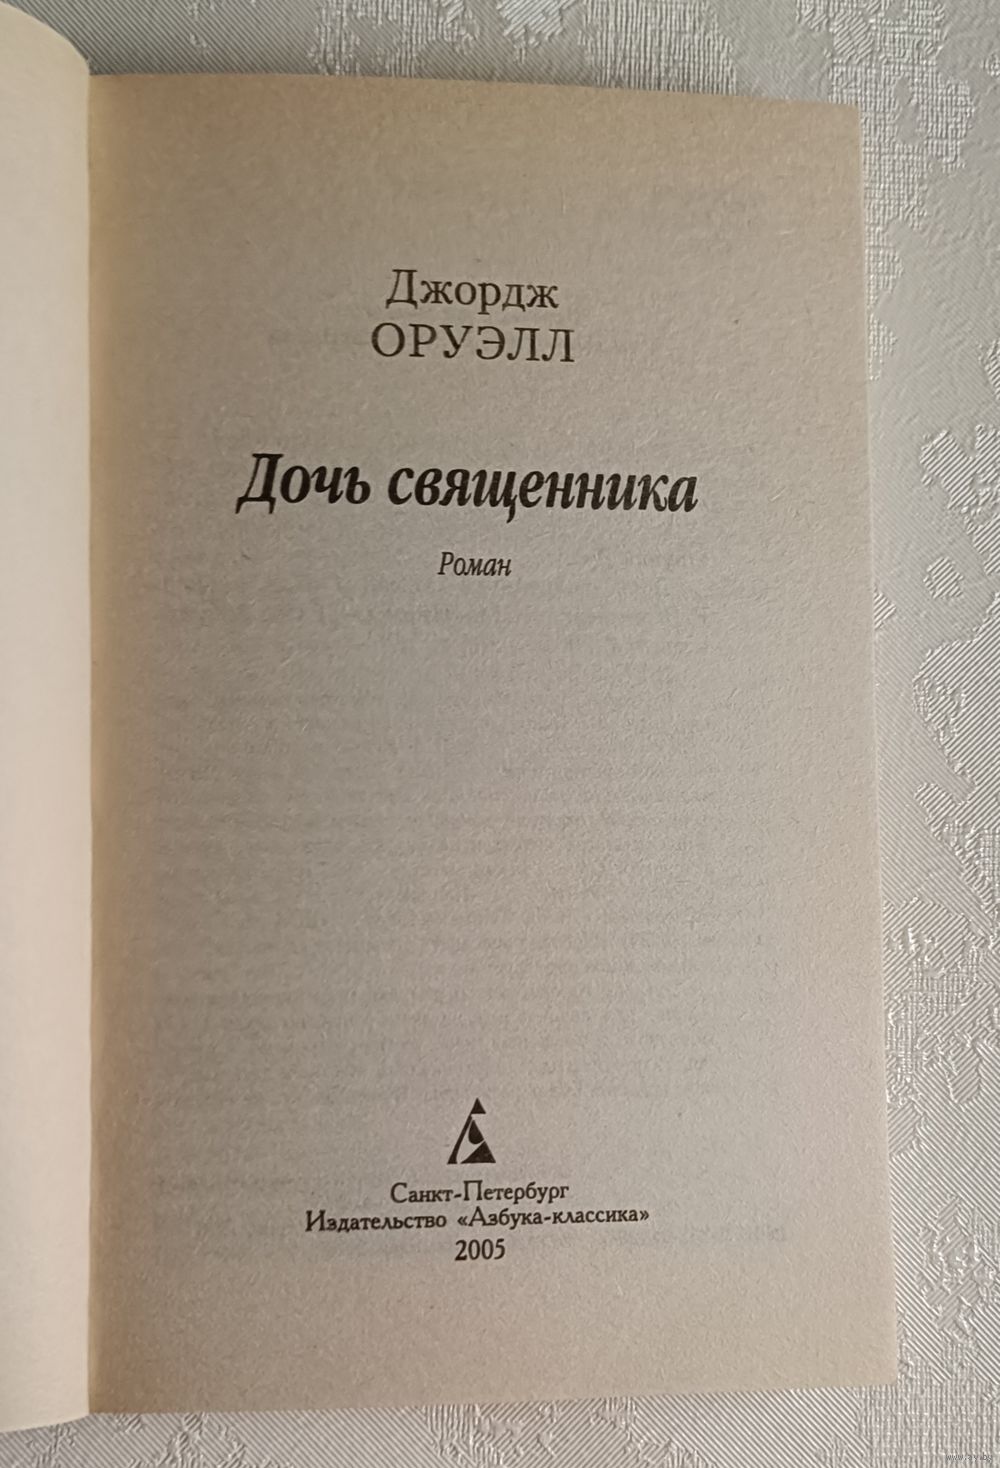 Джордж
ОРУЭЛЛ
Дочь священника
Роман
Санкт-Петербург
Издательство «Азбука-классика»
2005